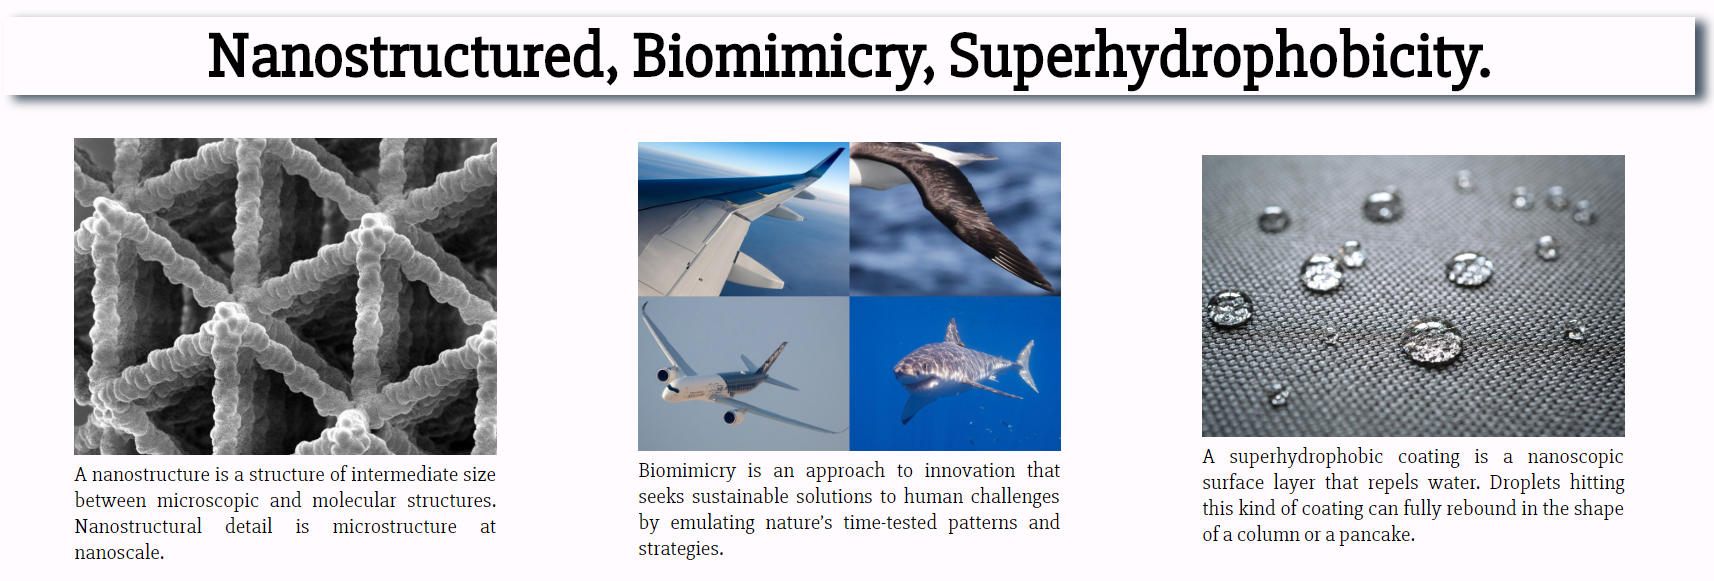 Nanostructured, Biomimicry, Superhydrophobicity.
A nanostructure is a structure of intermediate size
between microscopic and molecular structures.
Nanostructural detail is microstructure at
nanoscale.
Biomimicry is an approach to innovation that
seeks sustainable solutions to human challenges
by emulating nature’s time-tested patterns and
strategies.
A superhydrophobic coating is a nanoscopic
surface layer that repels water. Droplets hitting
this kind of coating can fully rebound in the shape
of a column or a pancake.